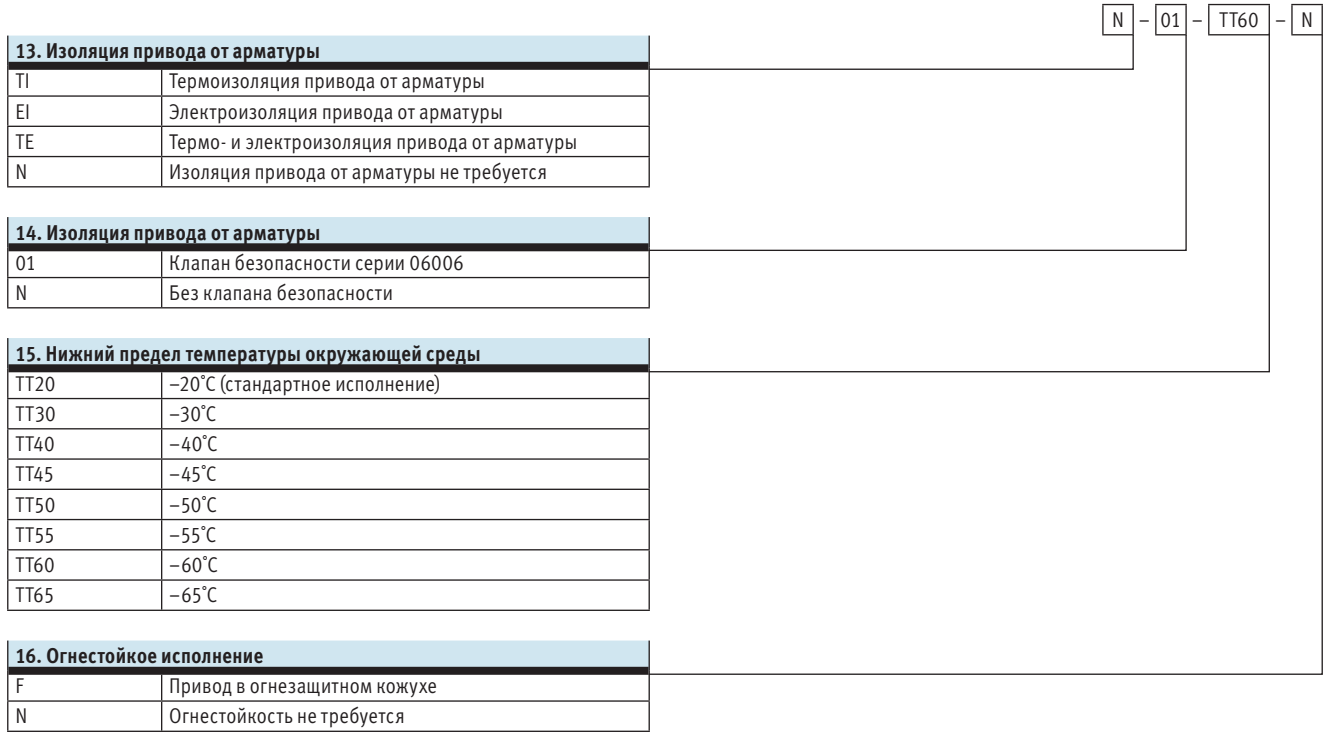 N – 01 – TT60 – N
13. Изоляция привода от арматуры
TI Термоизоляция привода от арматуры
EI Электроизоляция привода от арматуры
TE Термо- и электроизоляция привода от арматуры
N Изоляция привода от арматуры не требуется
14. Изоляция привода от арматуры
01 Клапан безопасности серии 06006
N Без клапана безопасности
15. Нижний предел температуры окружающей среды
TT20 –20˚C (стандартное исполнение)
TT30 –30˚C
TT40 –40˚C
TT45 –45˚C
TT50 –50˚C
TT55 –55˚C
TT60 –60˚C
TT65 –65˚C
16. Огнестойкое исполнение
F Привод в огнезащитном кожухе
N Огнестойкость не требуется